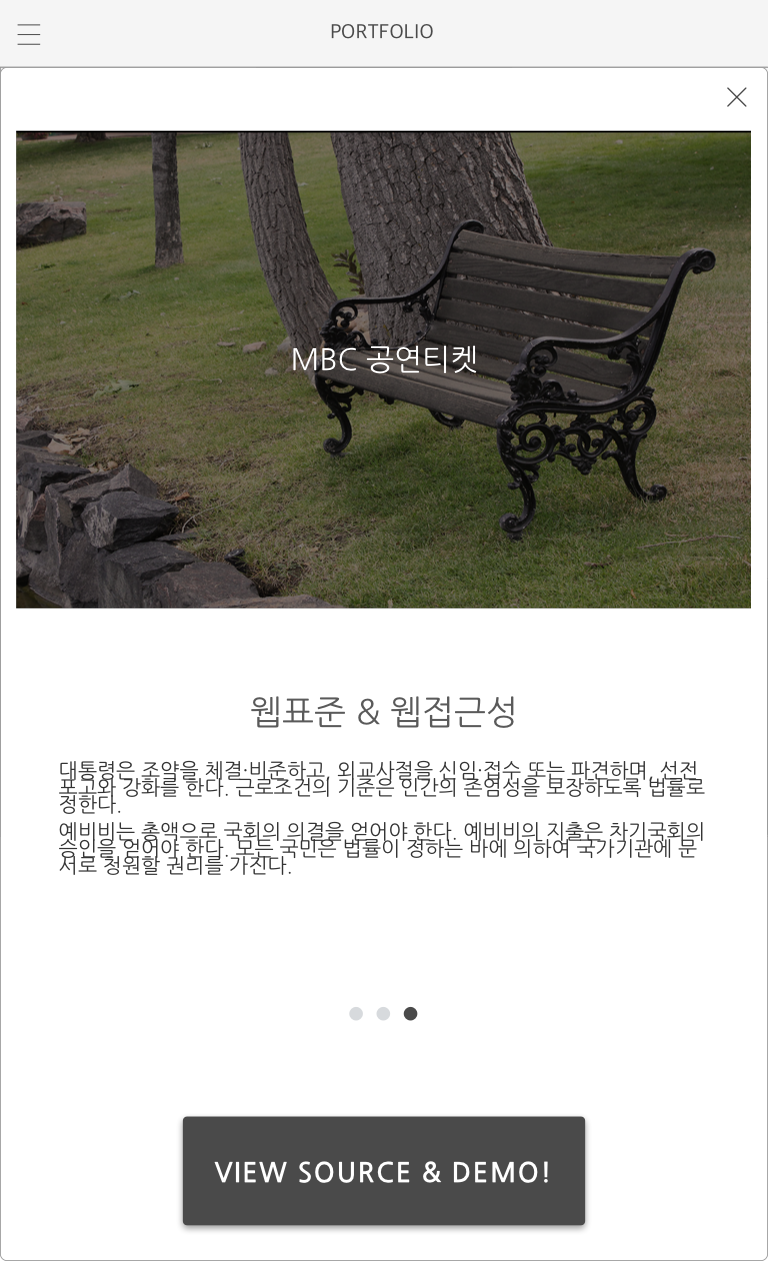 PORTFOLIO
MBC 공연티켓
웹표준 & 웹접근성
대통령은 조약을 체결·비준하고, 외교사절을 신임·접수 또는 파견하며, 선전
포고와 강화를 한다. 근로조건의 기준은 인간의 존엄성을 보장하도록 법률로
정한다.
예비비는 총액으로 국회의 의결을 얻어야 한다. 예비비의 지출은 차기국회의
승인을 얻어야 한다. 모든 국민은 법률이 정하는 바에 의하여 국가기관에 문
서로 청원할 권리를 가진다.
VIEW SOURCE & DEMO!